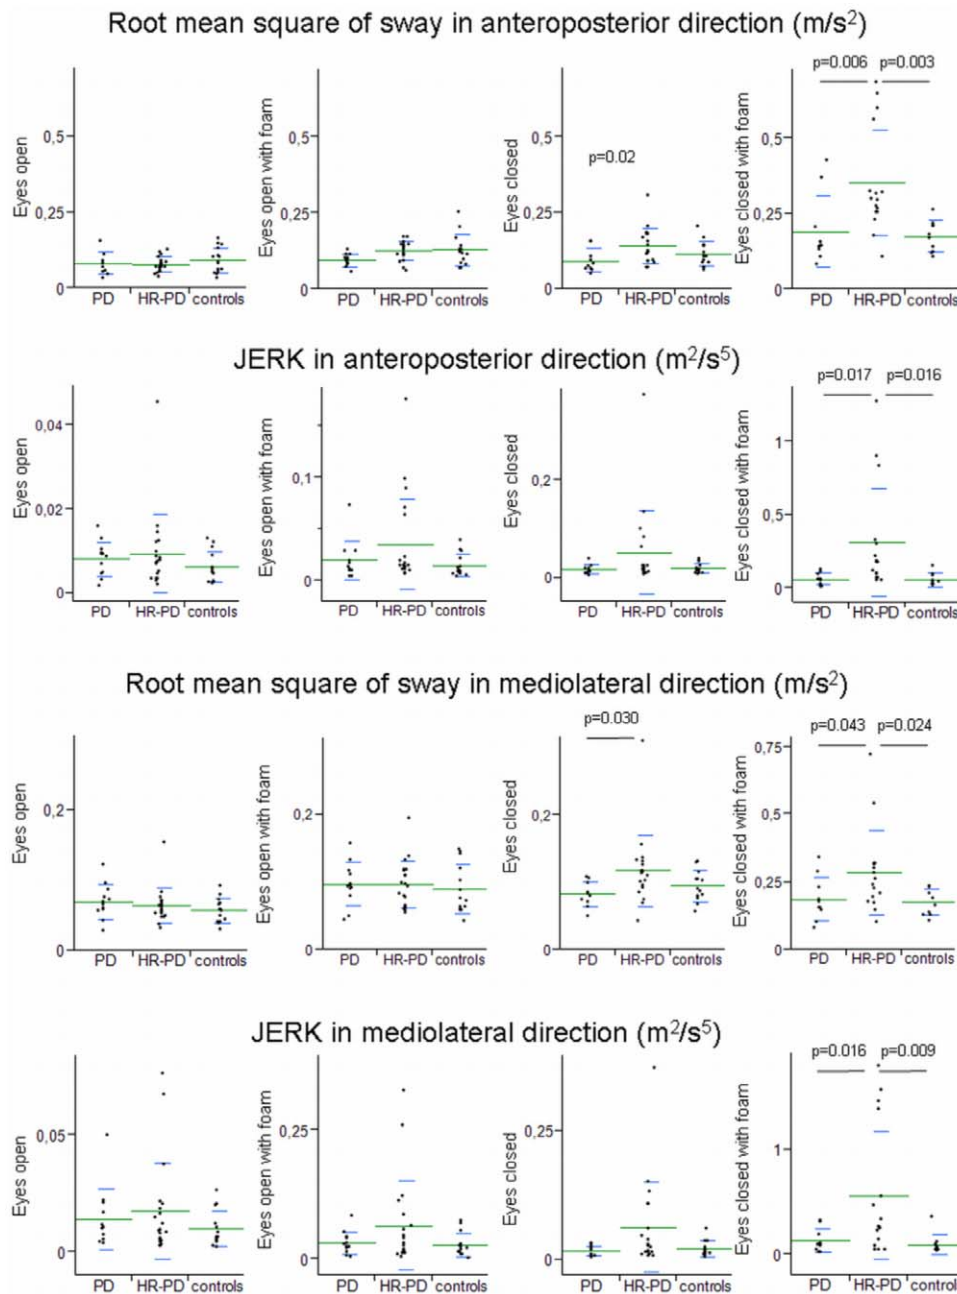 Root mean square of sway in anteroposterior direction (m/s²)
p=0.006 p=0.003
Eyes open
0,5
0,25
0
PD HR-PD controls
Eyes open with foam
0,5
0,25
0
PD HR-PD controls
Eyes closed
0,5
p=0.02
0,25
0
PD HR-PD controls
Eyes closed with foam
0,5
0,25
0
PD HR-PD controls
JERK in anteroposterior direction (m²/s⁵)
p=0.017 p=0.016
Eyes open
0,04
0,02
0
PD HR-PD controls
Eyes open with foam
0,1
0
PD HR-PD controls
Eyes closed
0,2
0
PD HR-PD controls
Eyes closed with foam
1
0,5
0
PD HR-PD controls
Root mean square of sway in mediolateral direction (m/s²)
p=0.030
p=0.043 p=0.024
Eyes open
0,2
0
PD HR-PD controls
Eyes open with foam
0,2
0
PD HR-PD controls
Eyes closed
0,2
0
PD HR-PD controls
Eyes closed with foam
0,75
0,5
0,25
0
PD HR-PD controls
JERK in mediolateral direction (m²/s⁵)
p=0.016 p=0.009
Eyes open
0,05
0
PD HR-PD controls
Eyes open with foam
0,25
0
PD HR-PD controls
Eyes closed
0,25
0
PD HR-PD controls
Eyes closed with foam
1
0
PD HR-PD controls